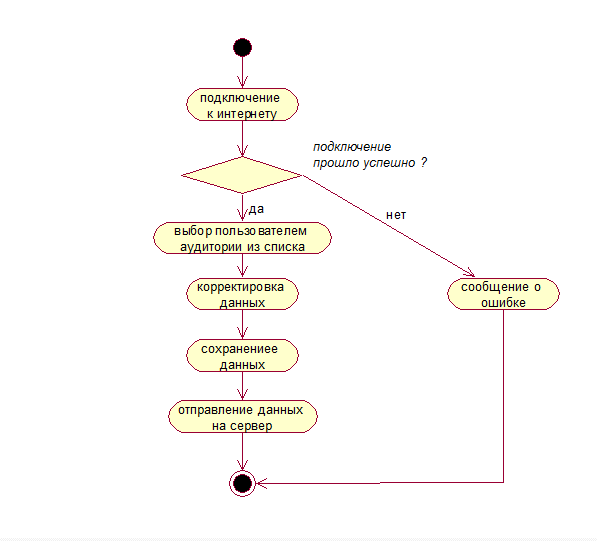 подключение
к интернету
подключение
прошло успешно ?
да
нет
выбор пользователем
аудитории из списка
корректировка
данных
сообщение о
ошибке
сохранениее
данных
отправление данных
на сервер